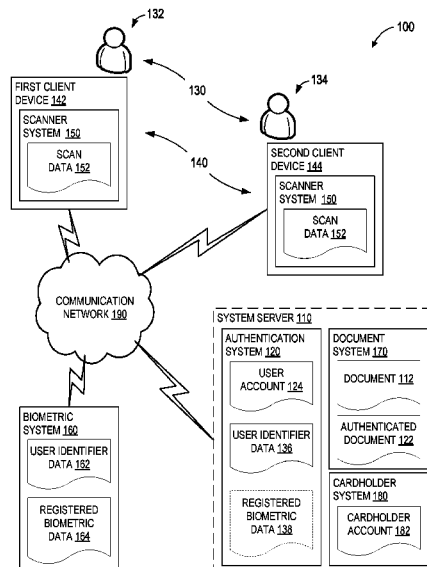 132
100
134
130
FIRST CLIENT
DEVICE 142
SCANNER
SYSTEM 150
SCAN
DATA 152
140
SECOND CLIENT
DEVICE 144
SCANNER
SYSTEM 150
SCAN
DATA 152
COMMUNICATION
NETWORK 190
SYSTEM SERVER 110
AUTHENTICATION
SYSTEM 120
USER
ACCOUNT 124
USER IDENTIFIER
DATA 136
REGISTERED
BIOMETRIC
DATA 138
DOCUMENT
SYSTEM 170
DOCUMENT 112
AUTHENTICATED
DOCUMENT 122
CARDHOLDER
SYSTEM 180
CARDHOLDER
ACCOUNT 182
BIOMETRIC
SYSTEM 160
USER IDENTIFIER
DATA 162
REGISTERED
BIOMETRIC
DATA 164